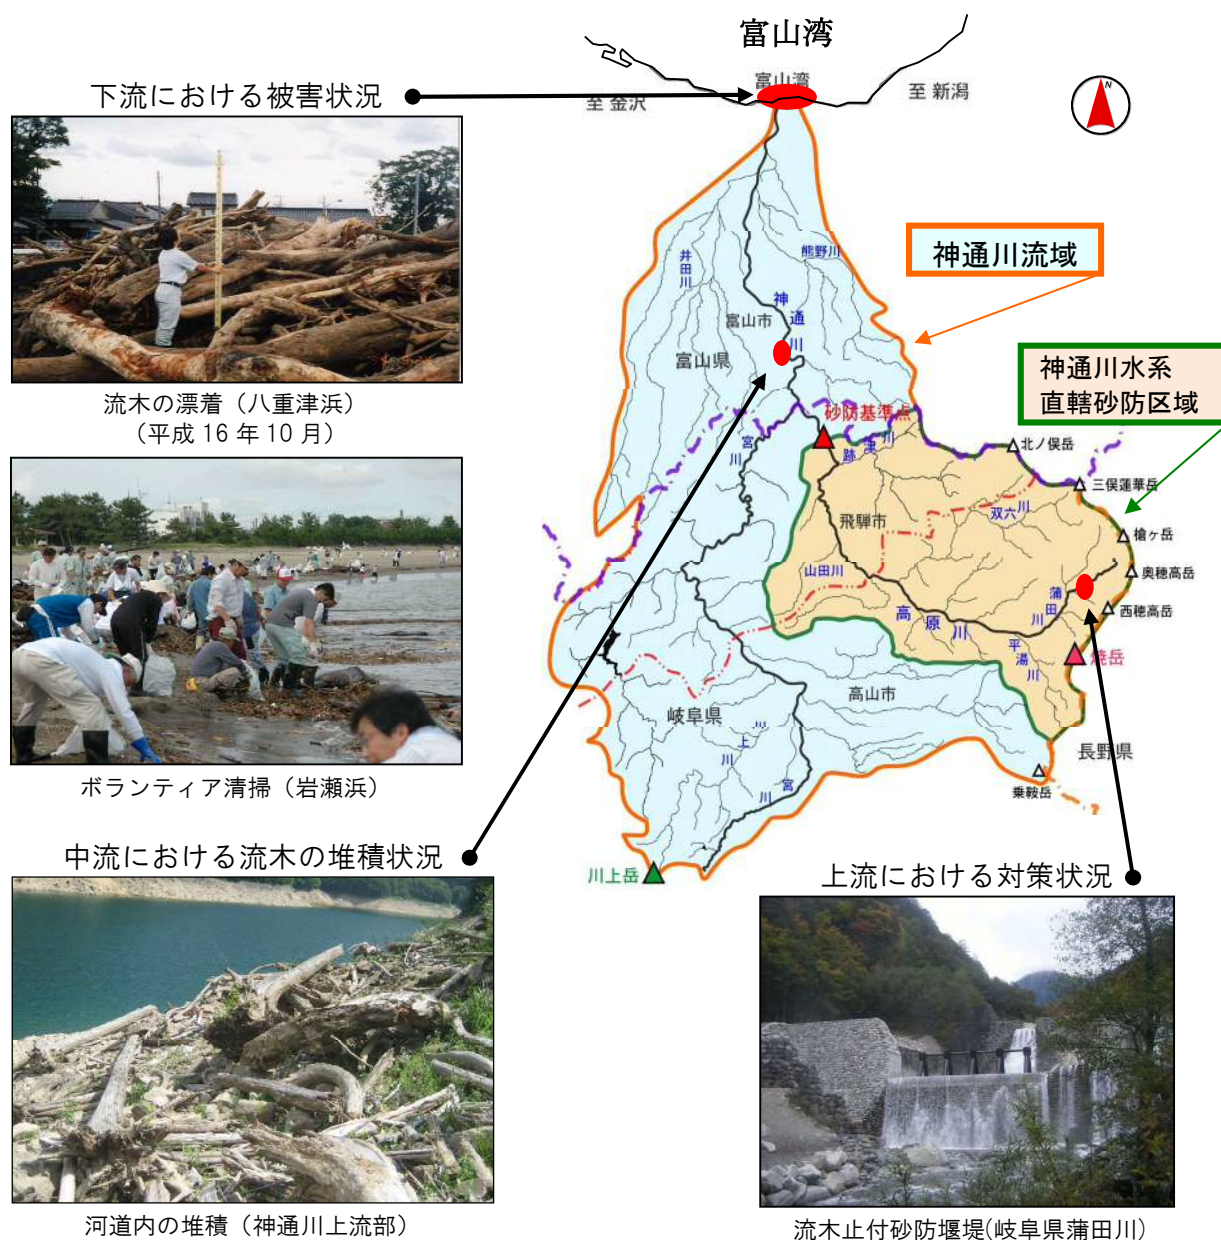 富山湾
富山湾
至 金沢
至 新潟
N
下流における被害状況
流木の漂着（八重津浜）
（平成 16 年 10 月）
ボランティア清掃（岩瀬浜）
中流における流木の堆積状況
河道内の堆積（神通川上流部）
上流における対策状況
流木止付砂防堰堤(岐阜県蒲田川)
神通川流域
神通川水系
直轄砂防区域
井田川
熊野川
神通川
富山市
富山県
砂防基準点
宮川
跡津川
北ノ俣岳
三俣蓮華岳
双六川
飛騨市
槍ヶ岳
奥穂高岳
山田川
蒲田川
西穂高岳
高原川
平湯川
焼岳
高山市
岐阜県
長野県
川上川
宮川
乗鞍岳
川上岳